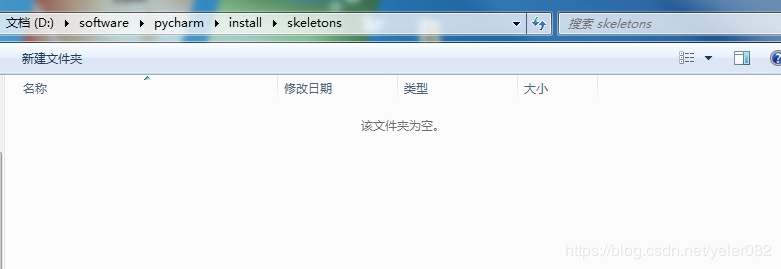 文档 (D:) ▸ software ▸ pycharm ▸ install ▸ skeletons
搜索 skeletons
新建文件夹
名称 修改日期 类型 大小
该文件夹为空。
https://blog.csdn.net/yeler082